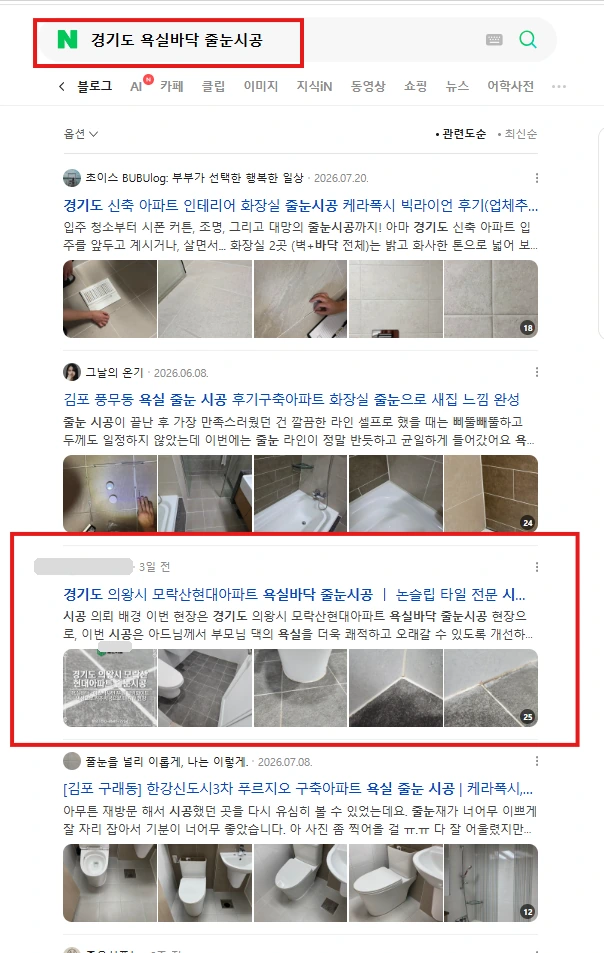 N 경기도 욕실바닥 줄눈시공
블로그 AI N 카페 클립 이미지 지식iN 동영상 쇼핑 뉴스 어학사전 ...
옵션 • 관련도순 • 최신순
초이스 BUBUlog: 부부가 선택한 행복한 일상 · 2026.07.20.
경기도 신축 아파트 인테리어 화장실 줄눈시공 케라폭시 빅라이언 후기(업체추...
입주 청소부터 시폰 커튼, 조명, 그리고 대망의 줄눈시공까지! 아마 경기도 신축 아파트 입
주를 앞두고 계시거나, 살면서... 화장실 2곳 (벽+바닥 전체)는 밝고 화사한 톤으로 넓어 보...
18
그날의 온기 · 2026.06.08.
김포 풍무동 욕실 줄눈 시공 후기구축아파트 화장실 줄눈으로 새집 느낌 완성
줄눈 시공이 끝난 후 가장 만족스러웠던 건 깔끔한 라인 셀프로 했을 때는 삐뚤빼뚤하고
두께도 일정하지 않았는데 이번에는 줄눈 라인이 정말 반듯하고 균일하게 들어갔어요 욕...
24
· 3일 전
경기도 의왕시 모락산현대아파트 욕실바닥 줄눈시공 ㅣ 논슬립 타일 전문 시...
시공 의뢰 배경 이번 현장은 경기도 의왕시 모락산현대아파트 욕실바닥 줄눈시공 현장으
로, 이번 시공은 아드님께서 부모님 댁의 욕실을 더욱 쾌적하고 오래갈 수 있도록 개선하...
경기도 의왕시 모락산
현대아파트 줄눈시공
25
풀눈을 널리 이롭게, 나는 이렇게. · 2026.07.08.
[김포 구래동] 한강신도시3차 푸르지오 구축아파트 욕실 줄눈 시공 | 케라폭시,...
아무튼 재방문 해서 시공했던 곳을 다시 유심히 볼 수 있었는데요. 줄눈재가 너어무 이쁘게
잘 자리 잡아서 기분이 너어무 좋았습니다. 아 사진 좀 찍어올 걸 ㅠ.ㅠ 다 잘 어울렸지만...
12